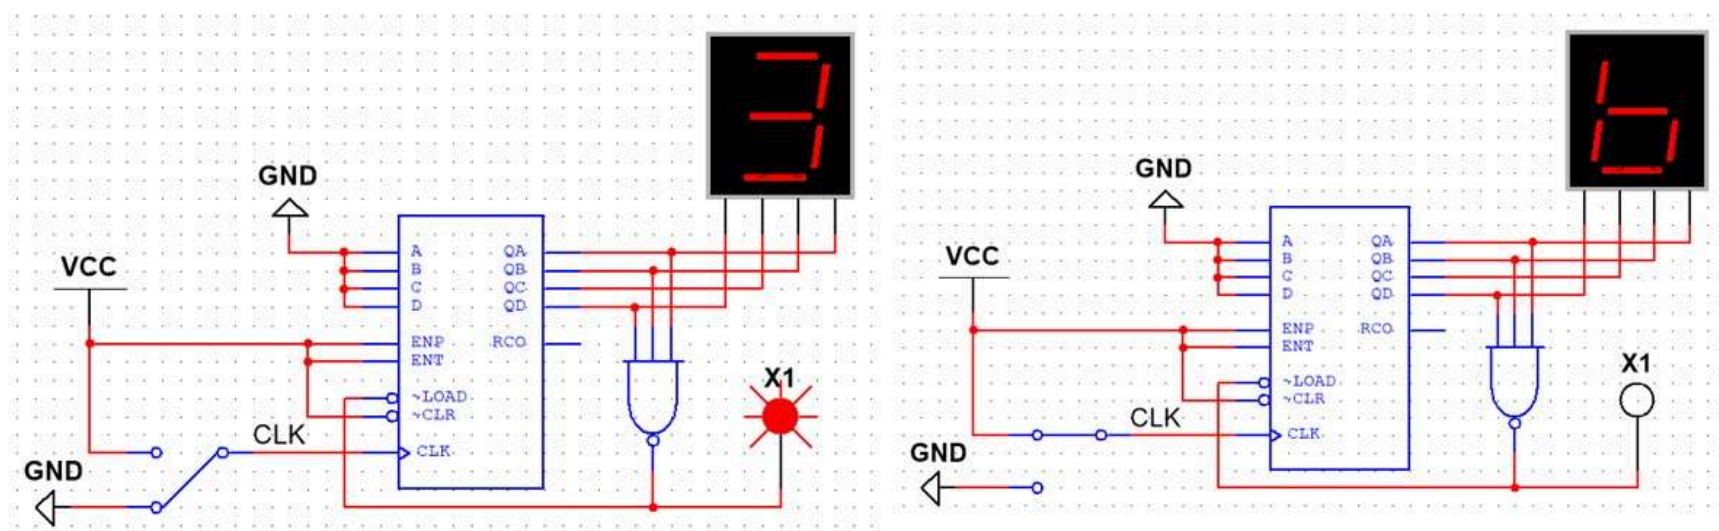 3
GND
VCC
A QA
B QB
C QC
D QD
ENP RCO
ENT
~LOAD
~CLR
CLK
CLK
GND
X1
b
GND
VCC
A QA
B QB
C QC
D QD
ENP RCO
ENT
~LOAD
~CLR
CLK
CLK
GND
X1